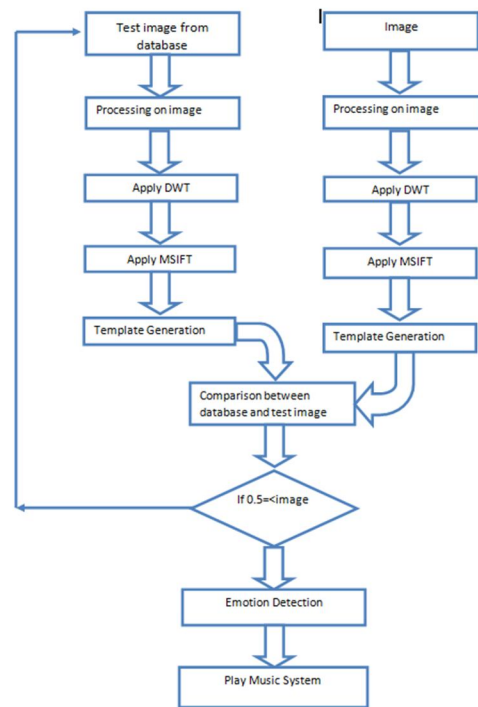 Test image from
database
Processing on image
Apply DWT
Apply MSIFT
Template Generation
Image
Processing on image
Apply DWT
Apply MSIFT
Template Generation
Comparison between
database and test image
If 0.5=<image
Emotion Detection
Play Music System